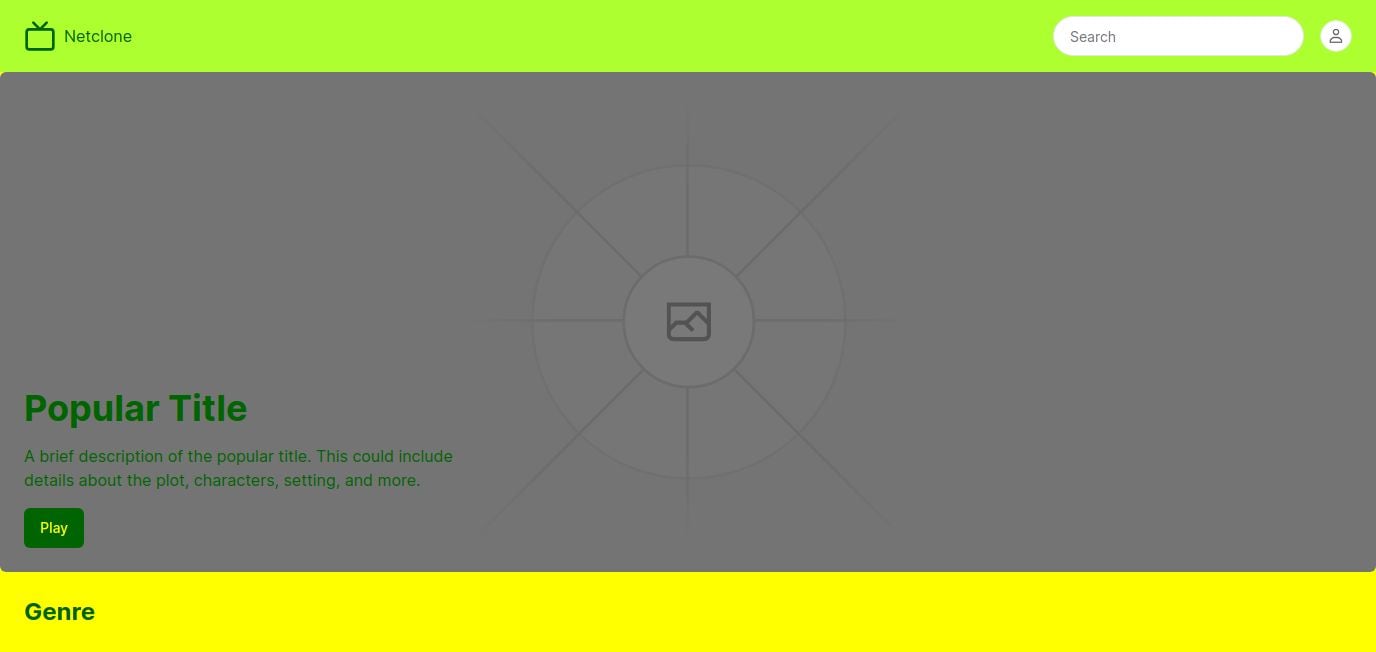 Netclone
Search
Popular Title
A brief description of the popular title. This could include
details about the plot, characters, setting, and more.
Play
Genre